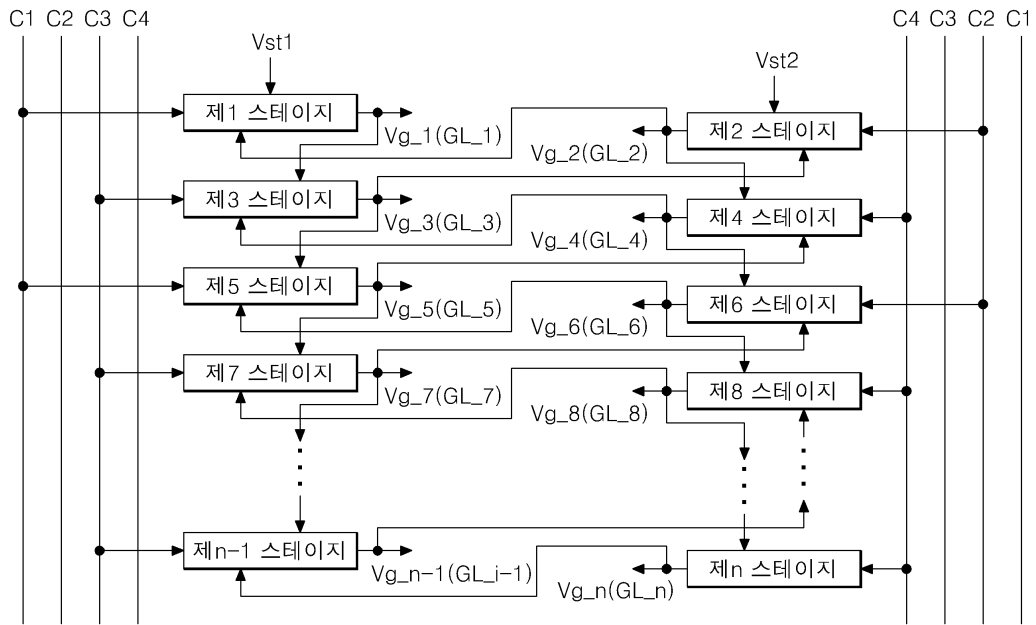 C1 C2 C3 C4
C4 C3 C2 C1
Vst1
Vst2
제1 스테이지
제2 스테이지
Vg_1(GL_1)
Vg_2(GL_2)
제3 스테이지
제4 스테이지
Vg_3(GL_3)
Vg_4(GL_4)
제5 스테이지
제6 스테이지
Vg_5(GL_5)
Vg_6(GL_6)
제7 스테이지
제8 스테이지
Vg_7(GL_7)
Vg_8(GL_8)
제n-1 스테이지
제n 스테이지
Vg_n-1(GL_i-1)
Vg_n(GL_n)